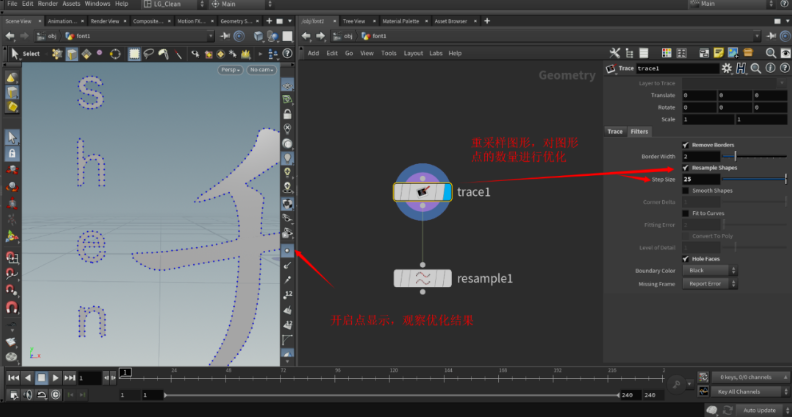 File Edit Render Assets Windows Help
LG_Clean
Main
Main
Scene View
Animation...
Render View
Composite...
Motion FX...
Geometry S...
/obj/font1
Tree View
Material Palette
Asset Browser
obj
font1
obj
font1
Select
Add Edit Go View Tools Layout Labs Help
Persp
No cam
Geometry
s
h
e
n
重采样图形，对图形
点的数量进行优化
trace1
resample1
开启点显示，观察优化结果
.12
Trace trace1
Layer to Trace
Translate 0 0 0
Rotate 0 0 0
Scale 1 1
Trace Filters
Remove Borders
Border Width 2
Resample Shapes
Step Size 25
Smooth Shapes
Corner Delta
Fit to Curves
Fitting Error
Convert To Poly
Level of Detail
Hole Faces
Boundary Color Black
Missing Frame Report Error
1
1
24
1 1
240 240
0 keys, 0/0 channels
Key All Channels
Auto Update